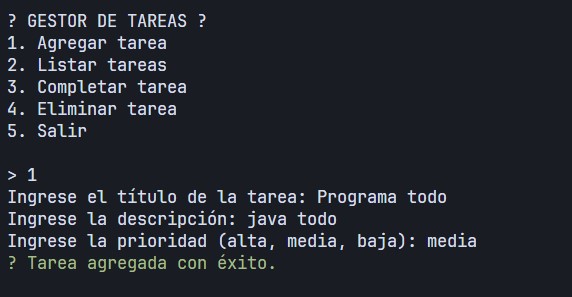 ? GESTOR DE TAREAS ?
1. Agregar tarea
2. Listar tareas
3. Completar tarea
4. Eliminar tarea
5. Salir
> 1
Ingrese el título de la tarea: Programa todo
Ingrese la descripción: java todo
Ingrese la prioridad (alta, media, baja): media
? Tarea agregada con éxito.